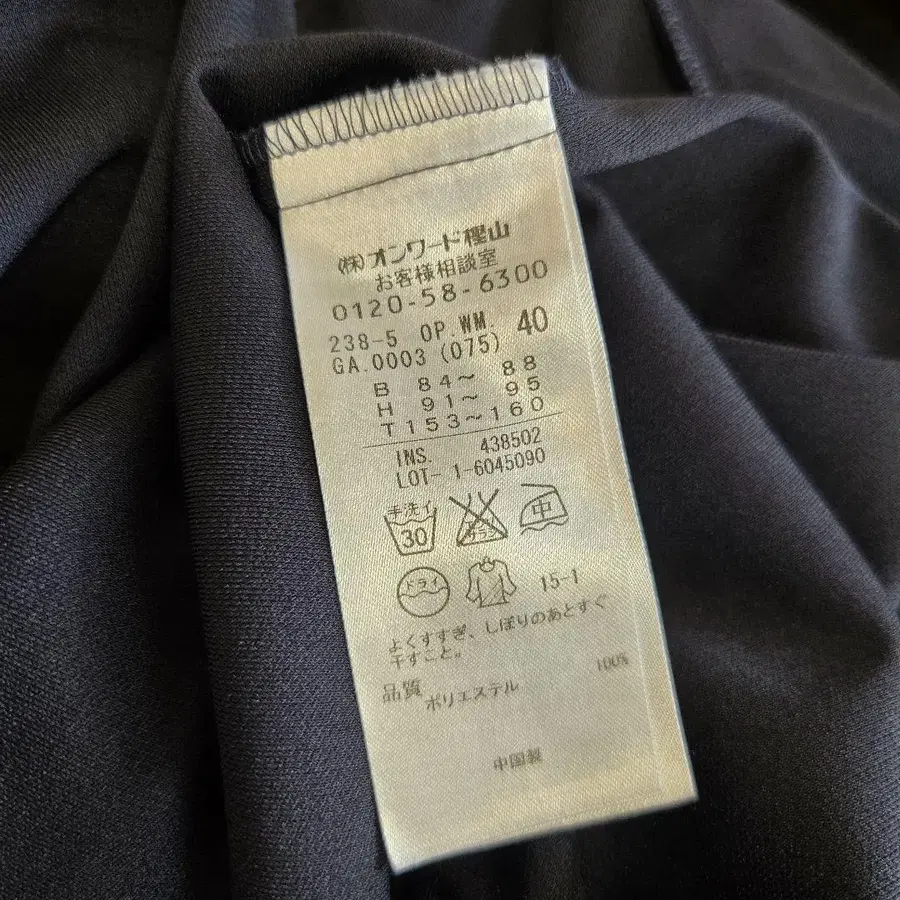 ㈱オンワード樫山
お客様相談室
0120-58-6300
238-5 OP.WM. 40
GA.0003 (075)
B 84～ 88
H 91～ 95
T 153～160
INS. 438502
LOT- 1-6045090
手洗イ
30
中
ドライ
15-1
よくすすぎ、しぼりのあとすぐ
干すこと。
品質
ポリエステル 100%
中国製